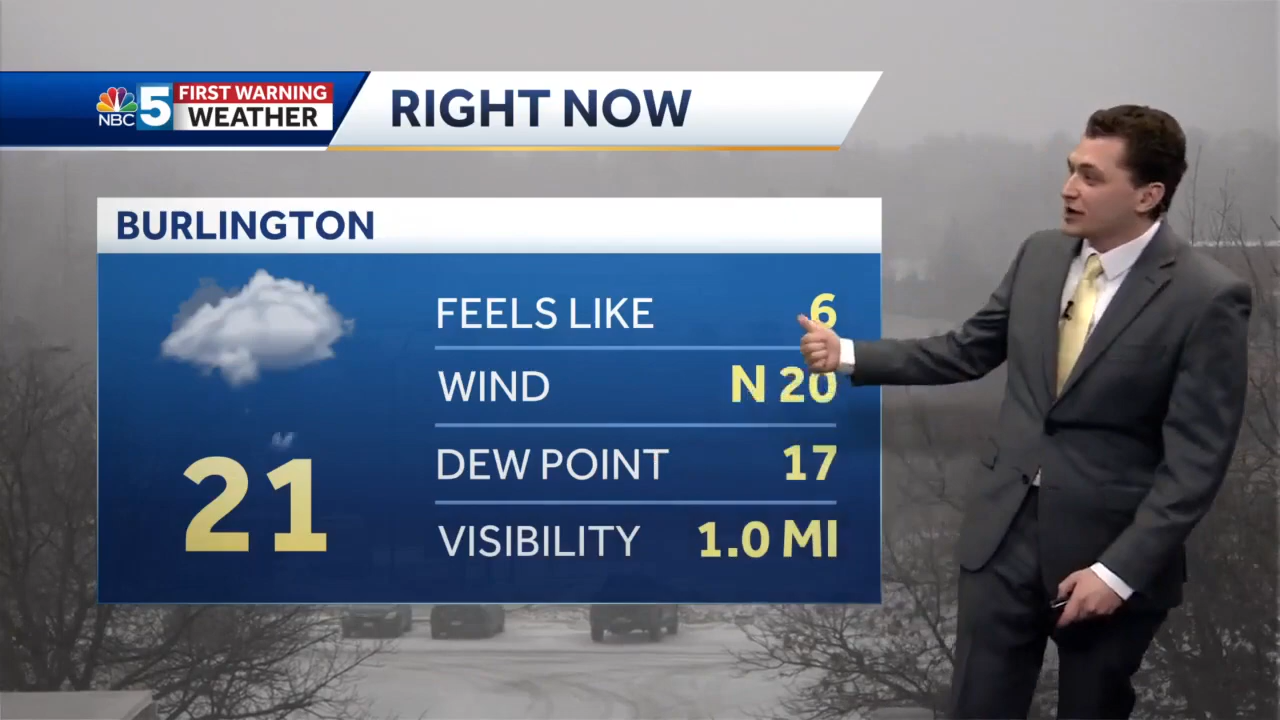 NBC 5 FIRST WARNING WEATHER
RIGHT NOW
BURLINGTON
21
FEELS LIKE 6
WIND N 20
DEW POINT 17
VISIBILITY 1.0 MI